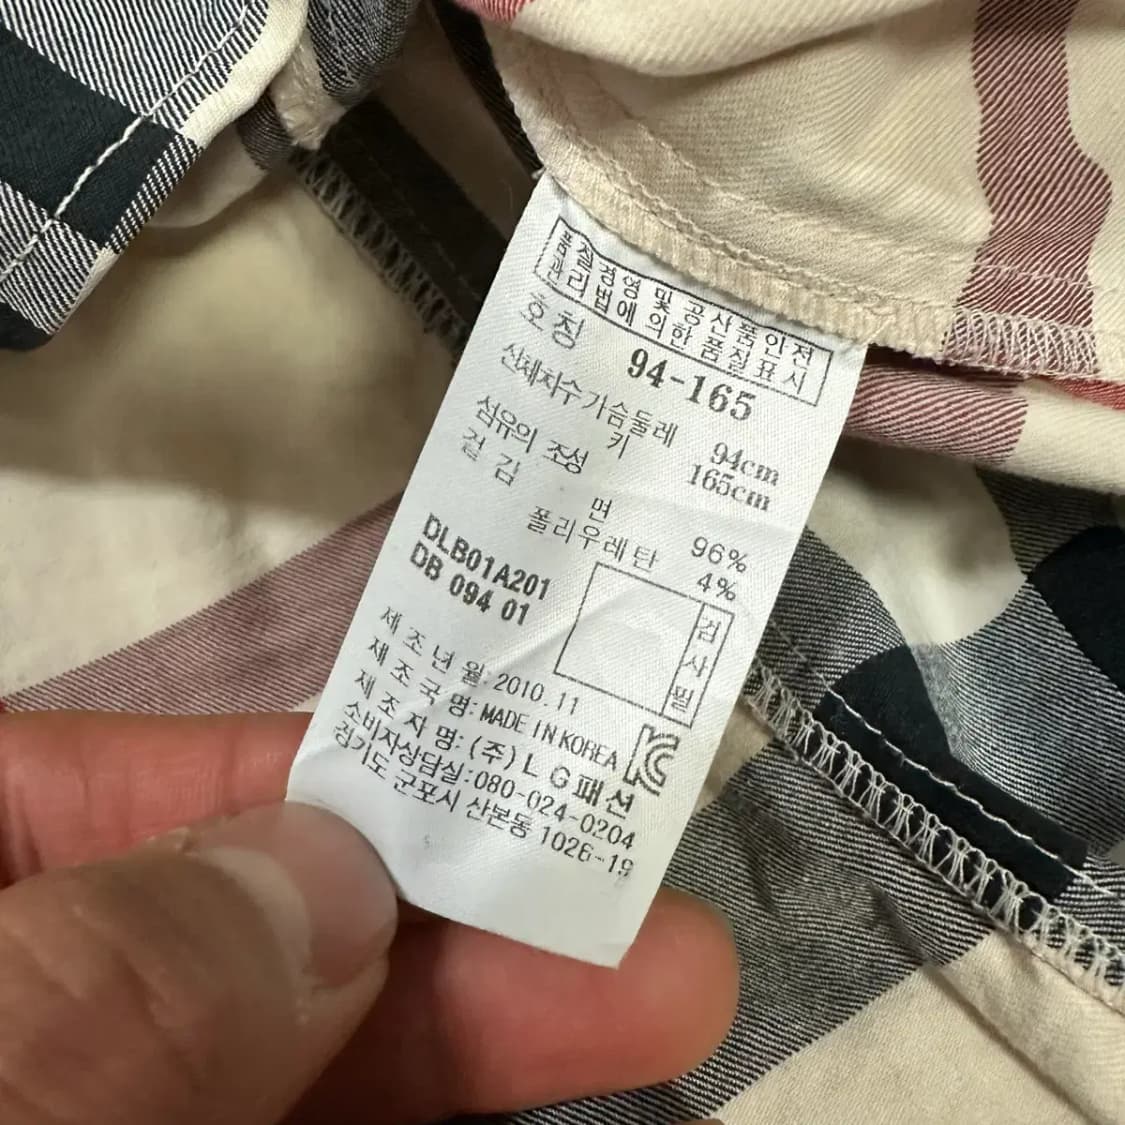 품질경영 및 공산품안전
관리법에 의한 품질표시
호칭 94-165
신체치수 가슴둘레 94cm
키 165cm
섬유의 조성
겉감 면 96%
폴리우레탄 4%
DLB01A201
DB 094 01
검사필
제조년월: 2010.11
제조국명: MADE IN KOREA
제조자명: (주)LG패션
소비자상담실: 080-024-0204
경기도 군포시 산본동 1026-19
KC